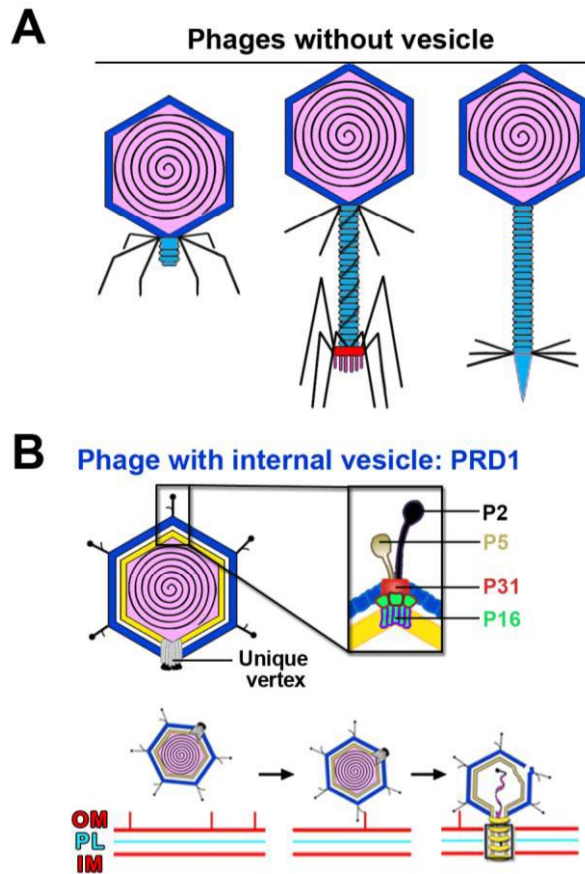 A
Phages without vesicle
B
Phage with internal vesicle: PRD1
P2
P5
P31
P16
Unique
vertex
OM
PL
IM